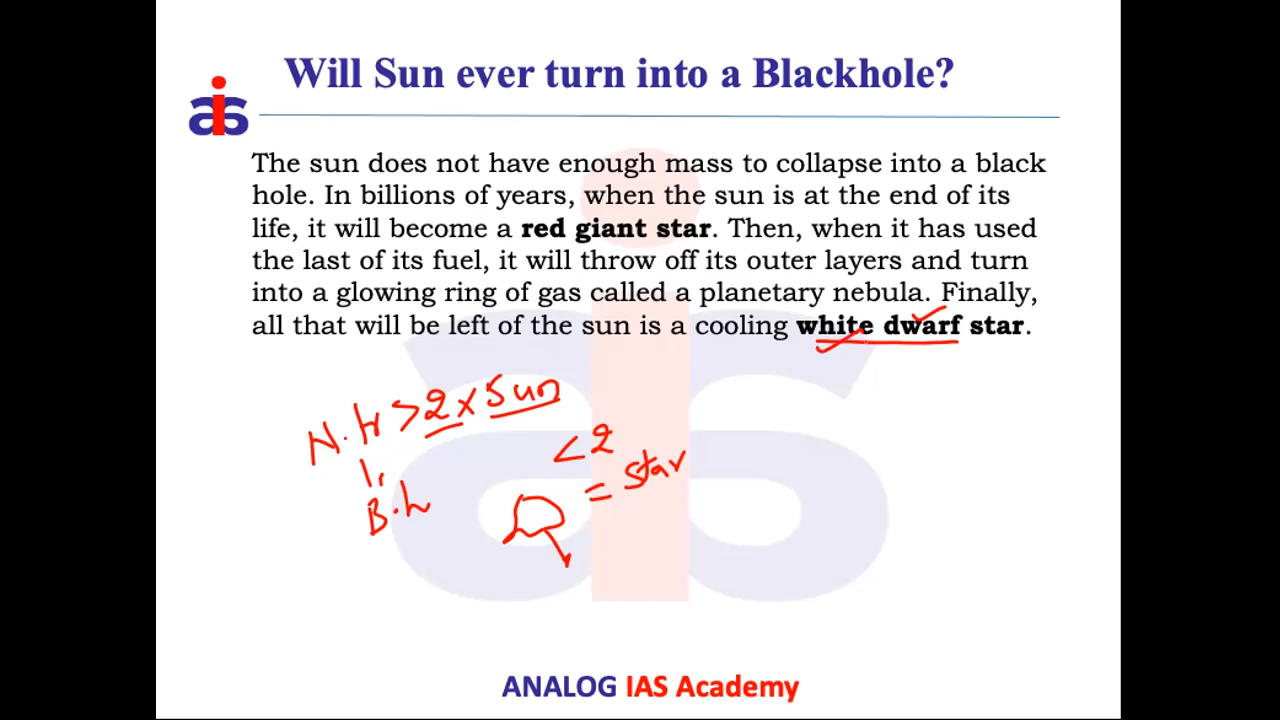 Will Sun ever turn into a Blackhole?
The sun does not have enough mass to collapse into a black
hole. In billions of years, when the sun is at the end of its
life, it will become a red giant star. Then, when it has used
the last of its fuel, it will throw off its outer layers and turn
into a glowing ring of gas called a planetary nebula. Finally,
all that will be left of the sun is a cooling white dwarf star.
> 2 x Sun
< 2
= Star
B.h
ANALOG IAS Academy